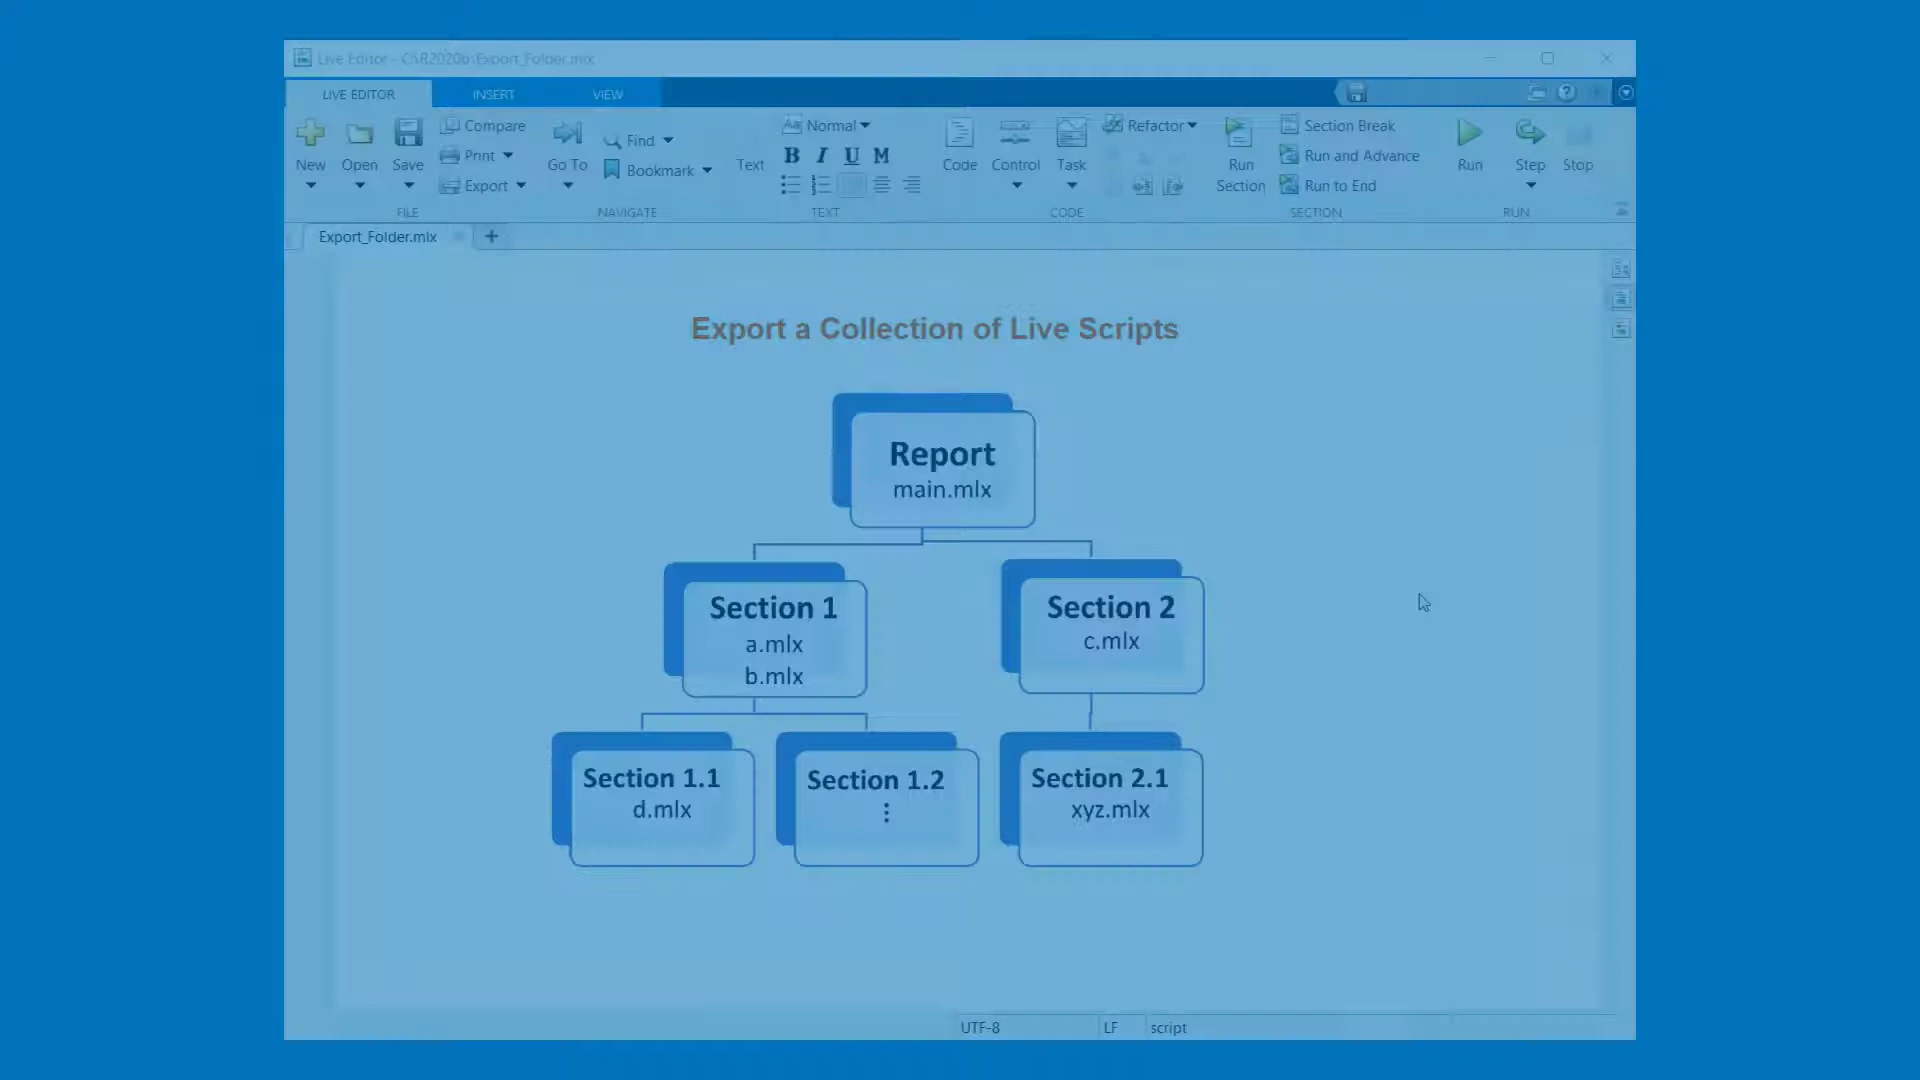 Live Editor - C:\R2020b\Export_Folder.mlx
LIVE EDITOR INSERT VIEW
New Open Save Compare Print Export
Go To Find Bookmark
Text Normal B I U M
Code Control Task Refactor
Run Section Section Break Run and Advance Run to End
Run Step Stop
FILE NAVIGATE TEXT CODE SECTION RUN
Export_Folder.mlx
Export a Collection of Live Scripts
Report
main.mlx
Section 1
a.mlx
b.mlx
Section 2
c.mlx
Section 1.1
d.mlx
Section 1.2
⋮
Section 2.1
xyz.mlx
UTF-8 LF script